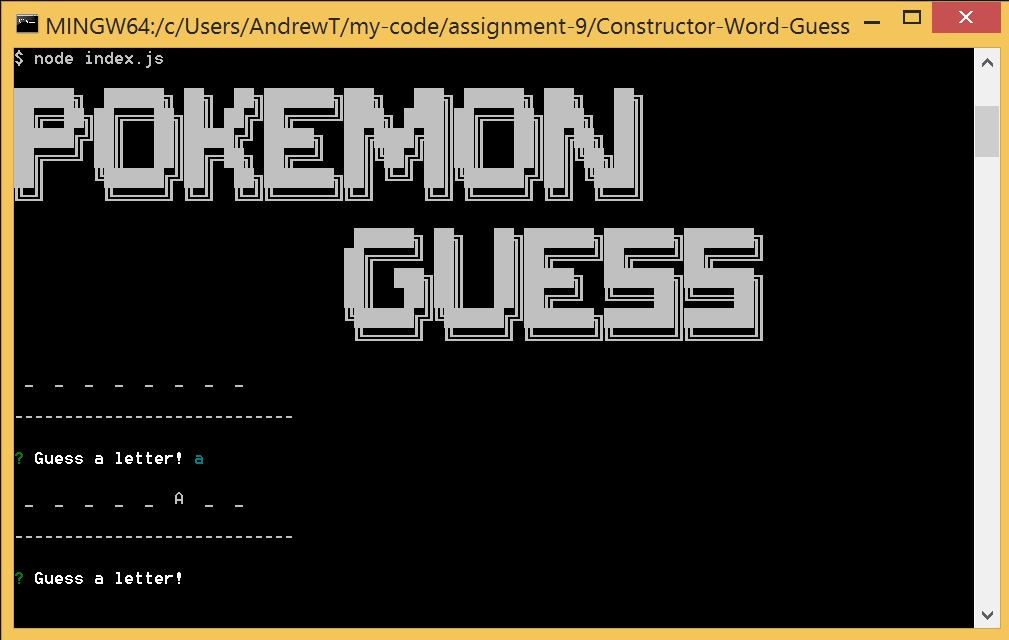 MINGW64:/c/Users/AndrewT/my-code/assignment-9/Constructor-Word-Guess
$ node index.js
POKEMON
GUESS
_ _ _ _ _ _ _ _
----------------------------
? Guess a letter! a
_ _ _ _ _ A _ _
----------------------------
? Guess a letter!